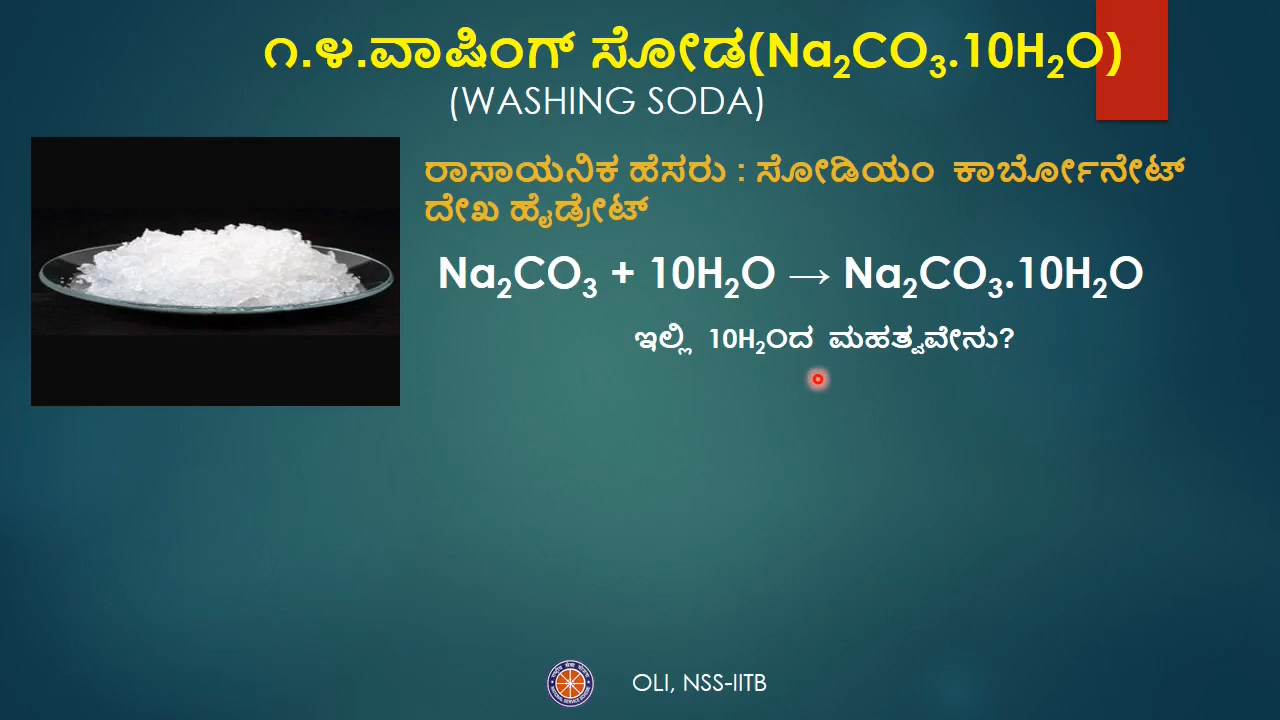 ೧.೪.ವಾಷಿಂಗ್ ಸೋಡ(Na₂CO₃.10H₂O)
(WASHING SODA)
ರಾಸಾಯನಿಕ ಹೆಸರು : ಸೋಡಿಯಂ ಕಾರ್ಬೋನೇಟ್
ದೇಖ ಹೈಡ್ರೇಟ್
Na₂CO₃ + 10H₂O → Na₂CO₃.10H₂O
ಇಲ್ಲಿ 10H₂Oದ ಮಹತ್ವವೇನು?
OLI, NSS-IITB